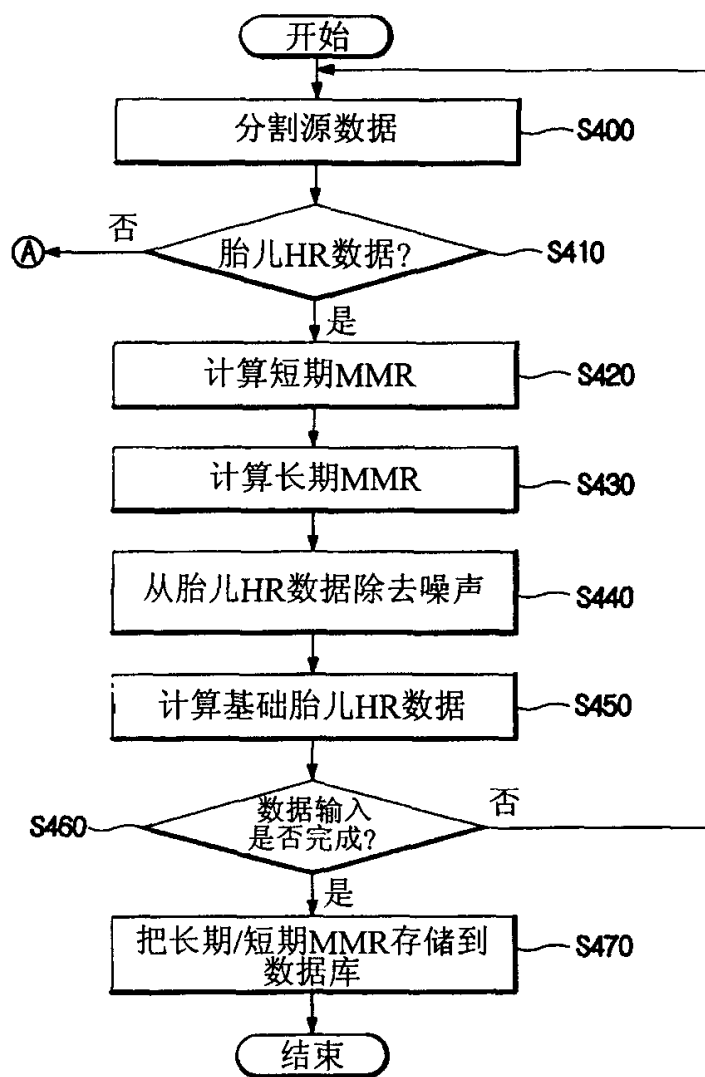 开始
分割源数据
S400
否
A
胎儿HR数据?
S410
是
计算短期MMR
S420
计算长期MMR
S430
从胎儿HR数据除去噪声
S440
计算基础胎儿HR数据
S450
S460
数据输入
是否完成?
否
是
把长期/短期MMR存储到
数据库
S470
结束